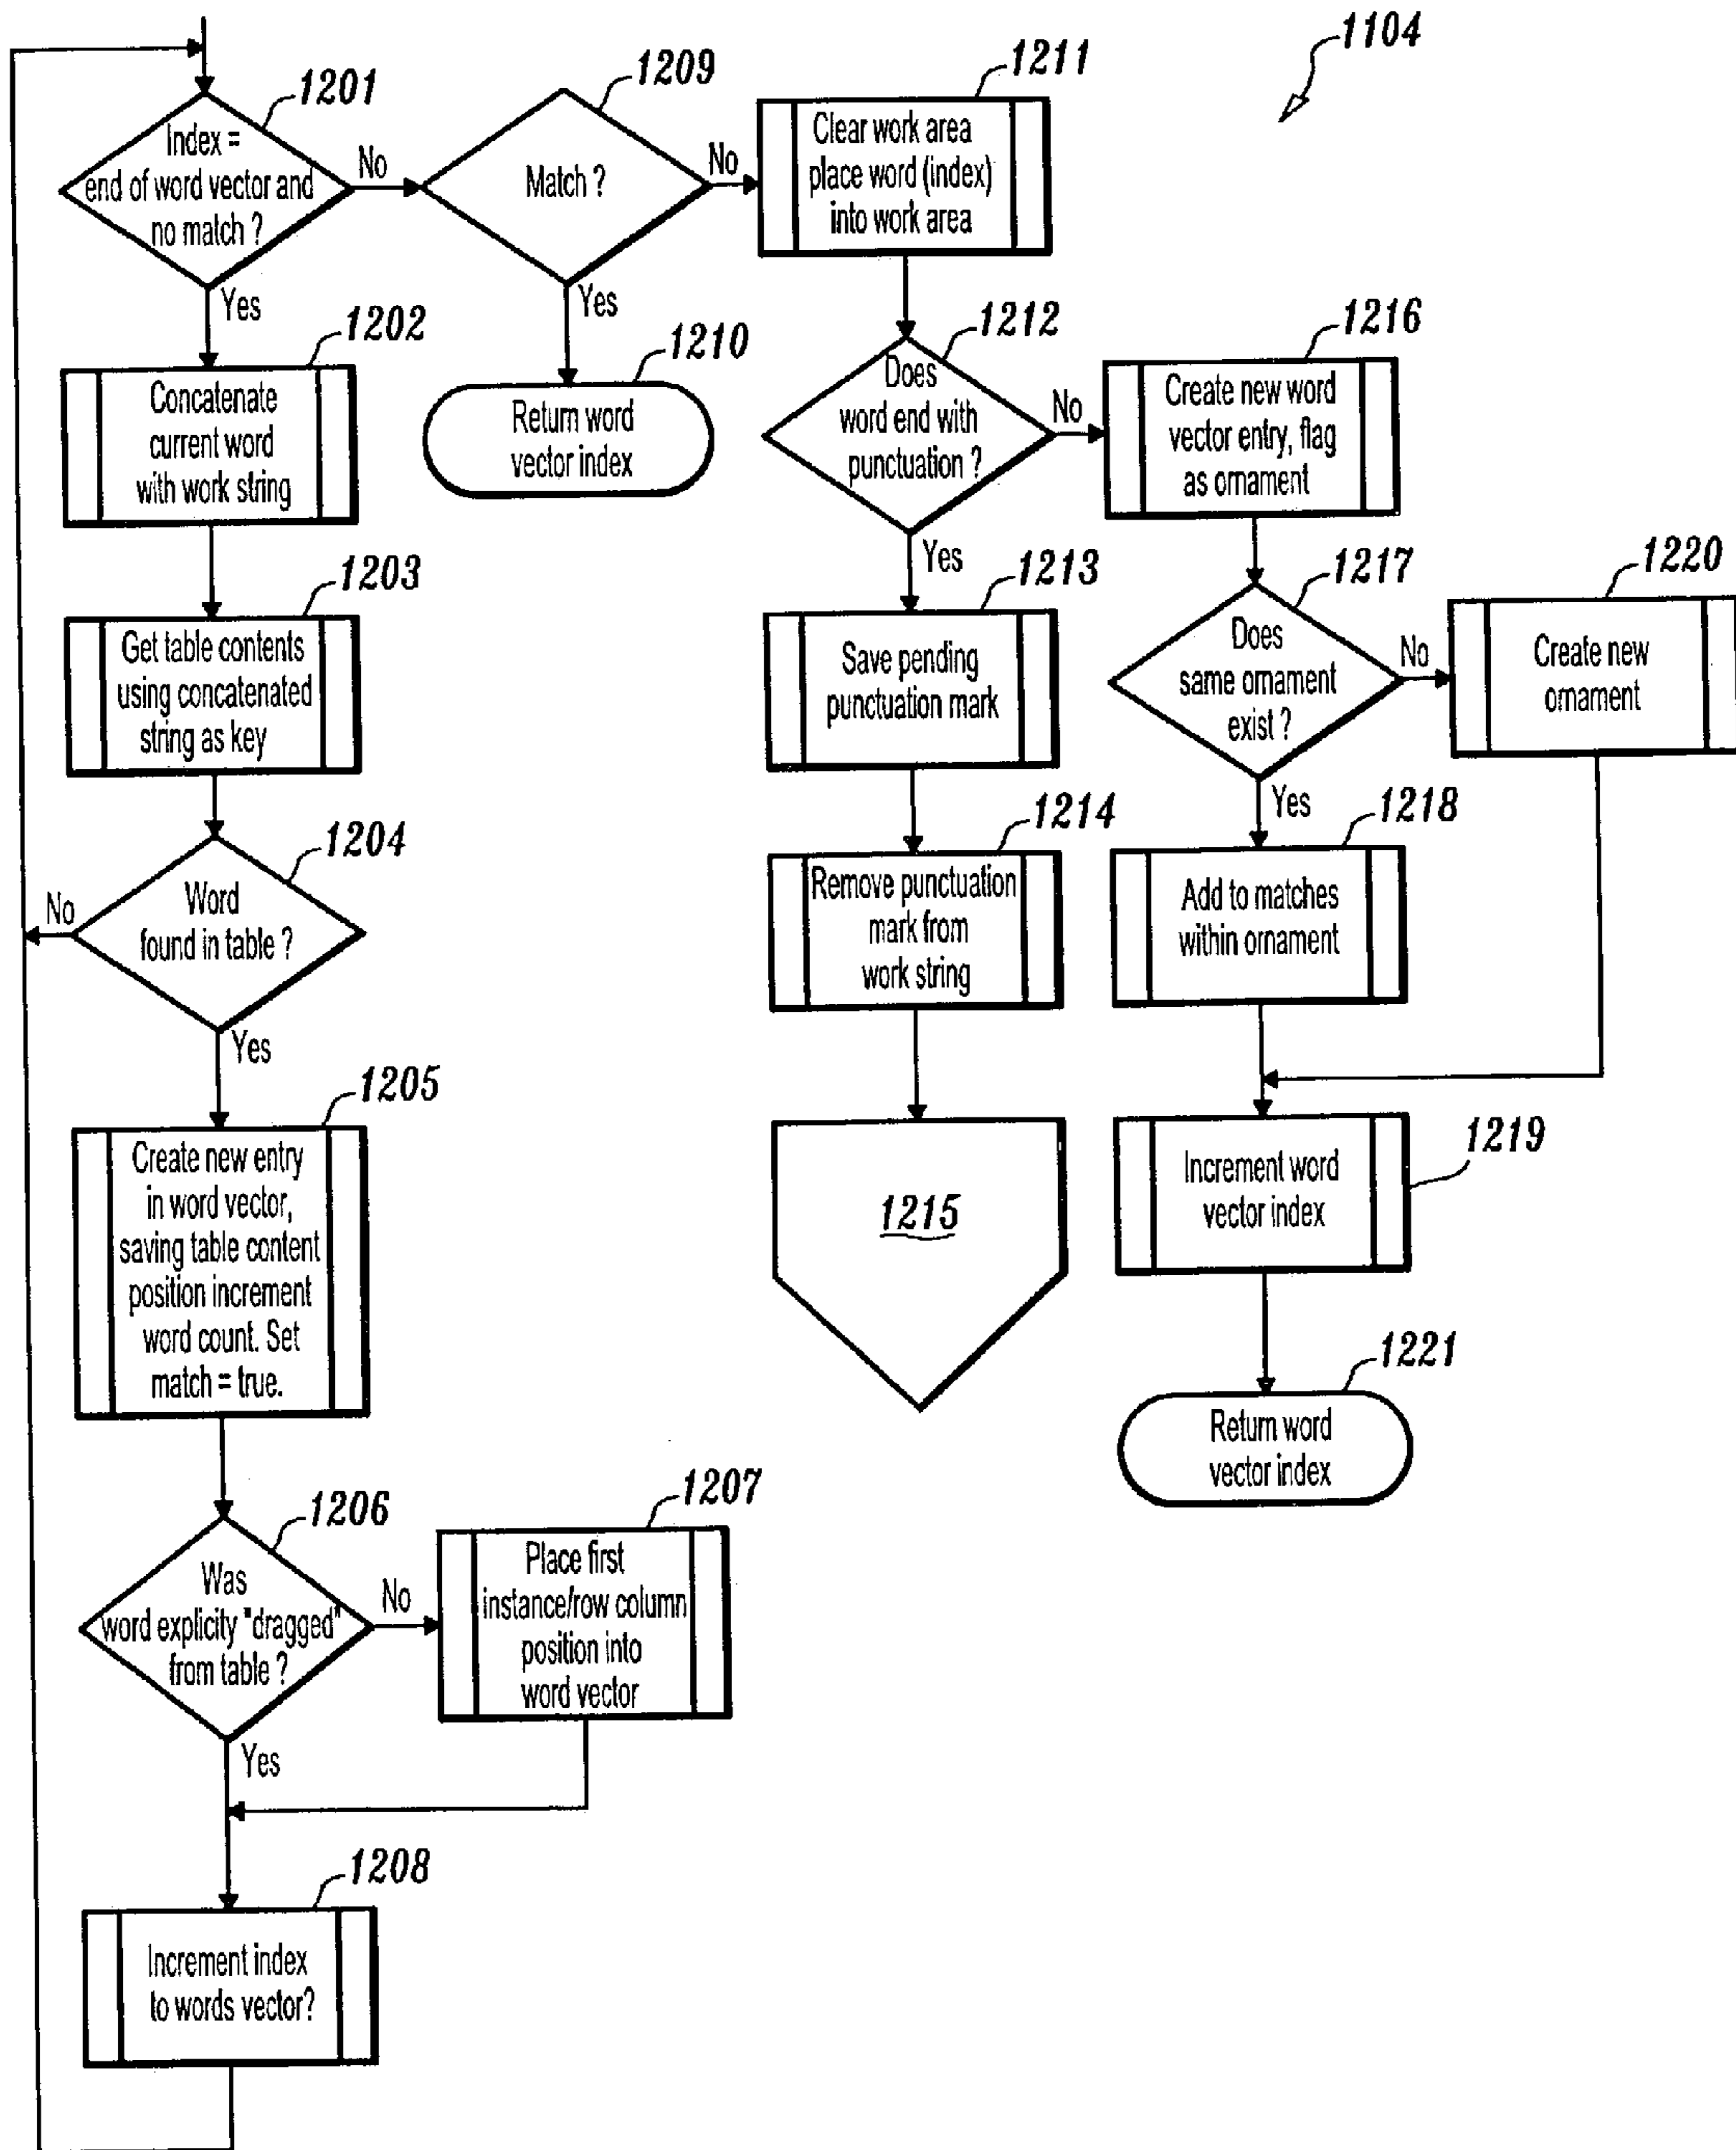 1104
1201
Index =
end of word vector and
no match ?
No
Yes
1209
Match ?
No
Yes
1211
Clear work area
place word (index)
into work area
1202
Concatenate
current word
with work string
1210
Return word
vector index
1212
Does
word end with
punctuation ?
No
Yes
1216
Create new word
vector entry, flag
as ornament
1203
Get table contents
using concatenated
string as key
1213
Save pending
punctuation mark
1217
Does
same ornament
exist ?
No
Yes
1220
Create new
ornament
1204
Word
found in table ?
No
Yes
1214
Remove punctuation
mark from
work string
1218
Add to matches
within ornament
1205
Create new entry
in word vector,
saving table content
position increment
word count. Set
match = true.
1215
1219
Increment word
vector index
1221
Return word
vector index
1206
Was
word explicity "dragged"
from table ?
No
Yes
1207
Place first
instance/row column
position into
word vector
1208
Increment index
to words vector?